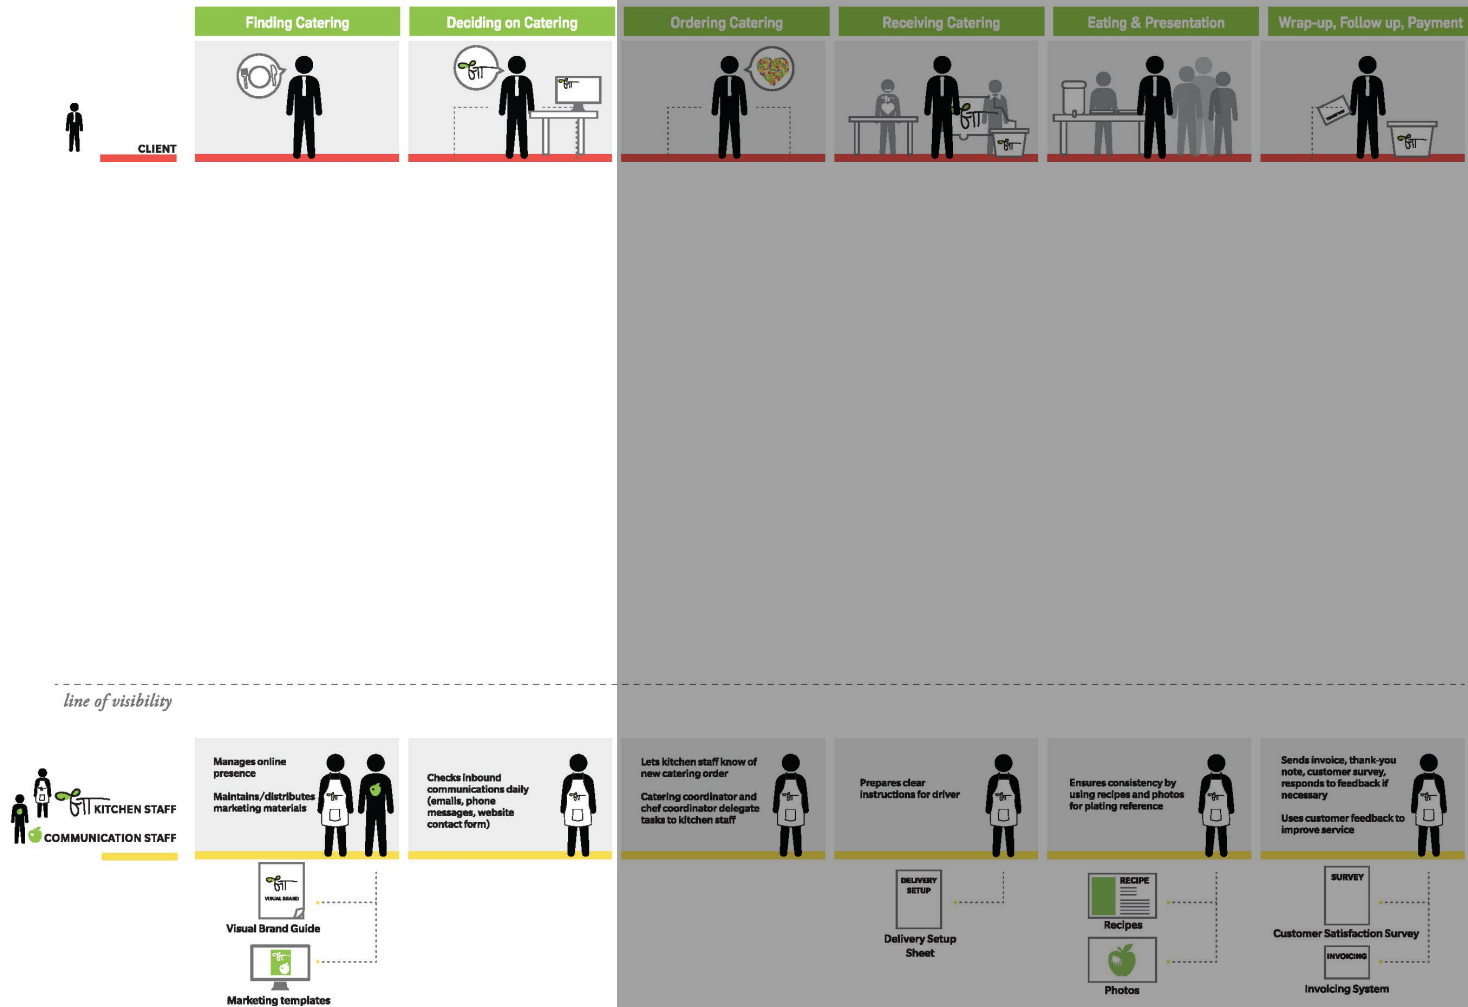 Finding Catering
Deciding on Catering
Ordering Catering
Receiving Catering
Eating & Presentation
Wrap-up, Follow up, Payment
CLIENT
line of visibility
KITCHEN STAFF
COMMUNICATION STAFF
Manages online
presence
Maintains/distributes
marketing materials
Checks inbound
communications daily
(emails, phone
messages, website
contact form)
Lets kitchen staff know of
new catering order
Catering coordinator and
chef coordinator delegate
tasks to kitchen staff
Prepares clear
instructions for driver
Ensures consistency by
using recipes and photos
for plating reference
Sends invoice, thank-you
note, customer survey,
responds to feedback if
necessary
Uses customer feedback to
improve service
VISUAL BRAND
Visual Brand Guide
Marketing templates
DELIVERY
SETUP
Delivery Setup
Sheet
RECIPE
Recipes
Photos
SURVEY
Customer Satisfaction Survey
INVOICING
Invoicing System